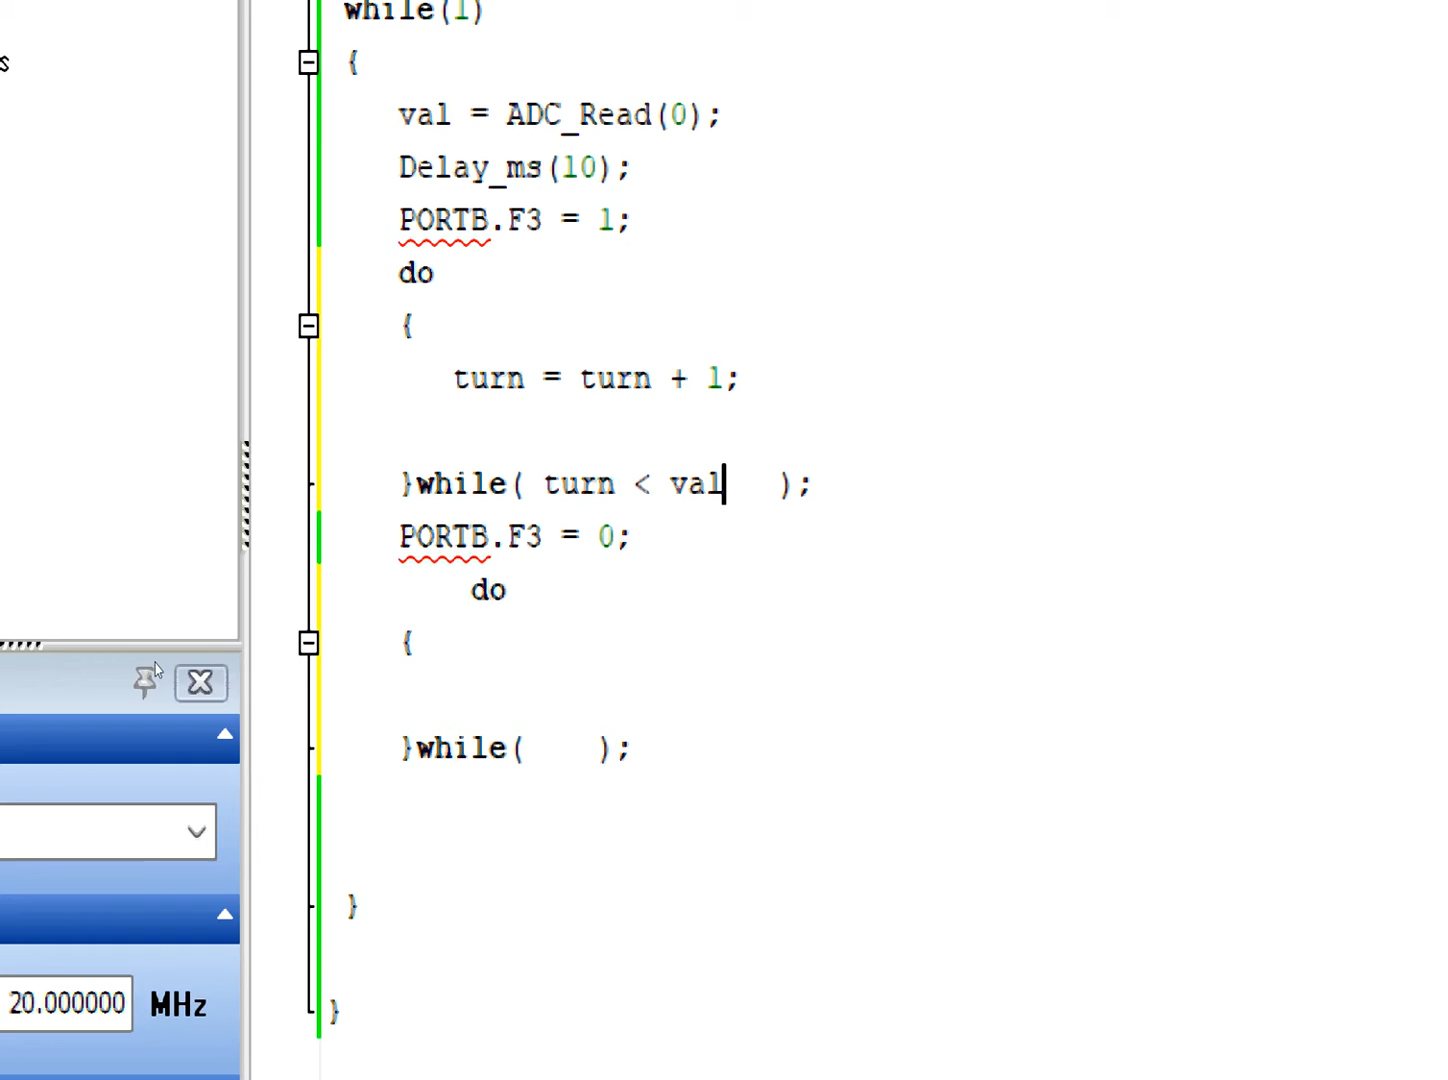 while(1)
s
{
val = ADC_Read(0);
Delay_ms(10);
PORTB.F3 = 1;
do
{
turn = turn + 1;
}while( turn < val );
PORTB.F3 = 0;
do
{
}while( );
}
20.000000 MHz
}